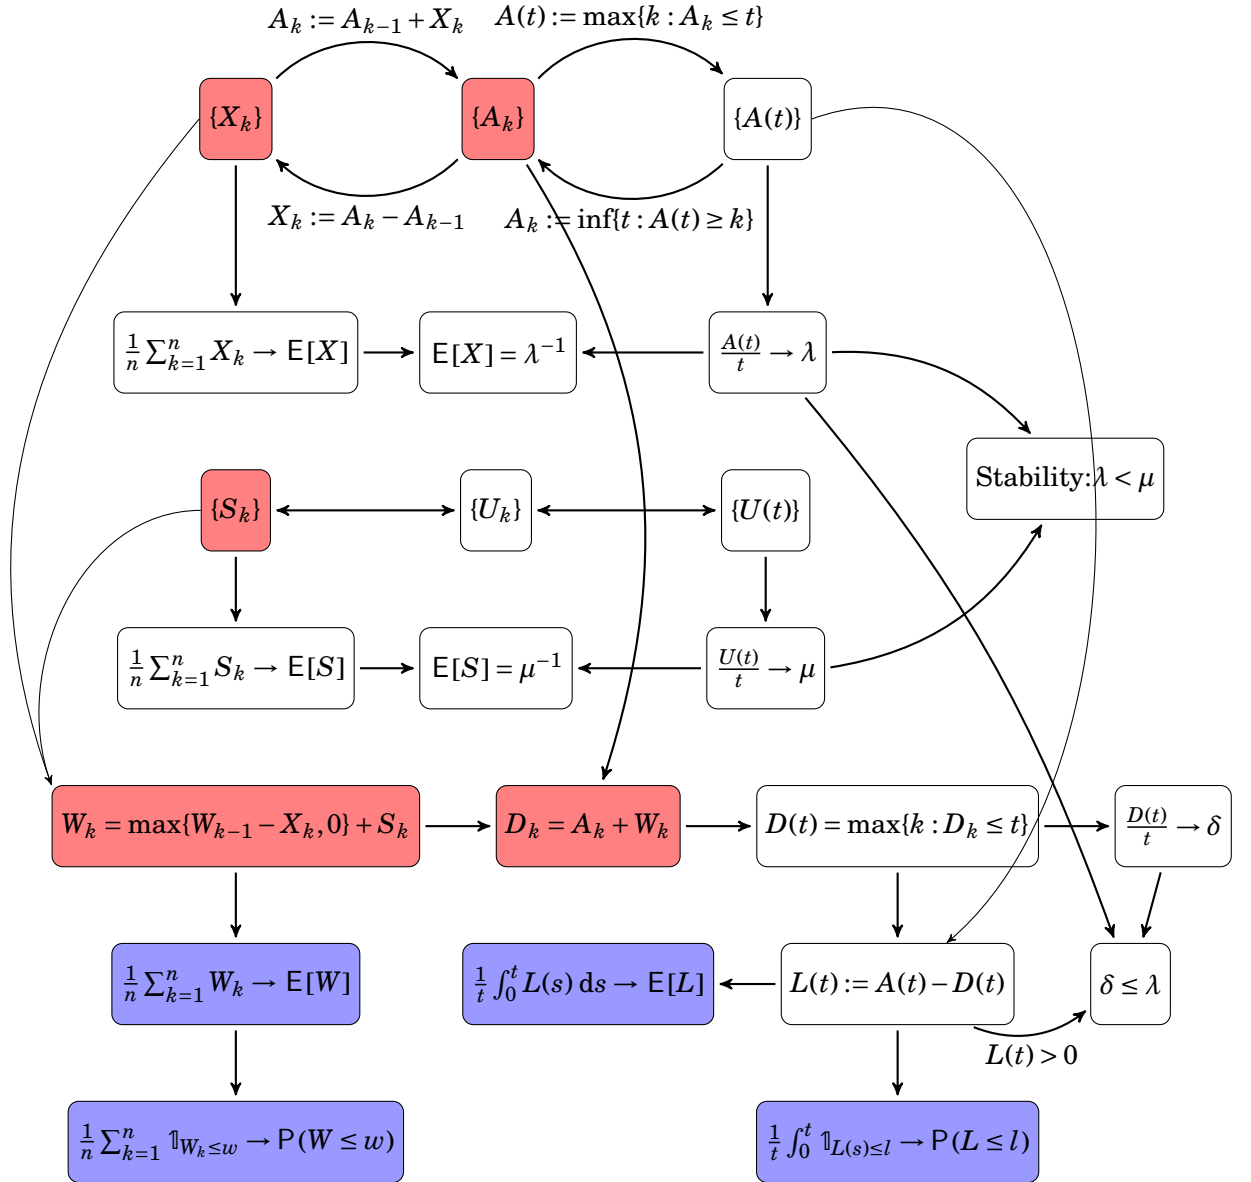 A_k := A_{k-1} + X_k
A(t) := max{k : A_k ≤ t}
{X_k}
{A_k}
{A(t)}
X_k := A_k − A_{k-1}
A_k := inf{t : A(t) ≥ k}
1/n ∑_{k=1}^n X_k → E[X]
E[X] = λ^{-1}
A(t)/t → λ
Stability:λ < μ
{S_k}
{U_k}
{U(t)}
1/n ∑_{k=1}^n S_k → E[S]
E[S] = μ^{-1}
U(t)/t → μ
W_k = max{W_{k-1} − X_k, 0} + S_k
D_k = A_k + W_k
D(t) = max{k : D_k ≤ t}
D(t)/t → δ
1/n ∑_{k=1}^n W_k → E[W]
1/t ∫_0^t L(s) ds → E[L]
L(t) := A(t) − D(t)
δ ≤ λ
L(t) > 0
1/n ∑_{k=1}^n 𝟙_{W_k ≤ w} → P(W ≤ w)
1/t ∫_0^t 𝟙_{L(s) ≤ l} → P(L ≤ l)